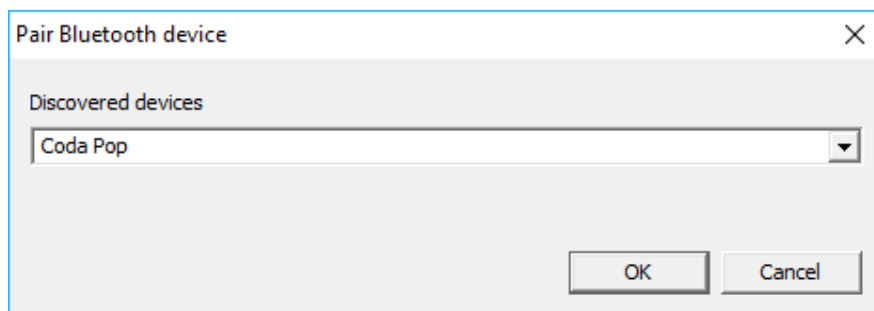 Pair Bluetooth device
Discovered devices
Coda Pop
OK Cancel